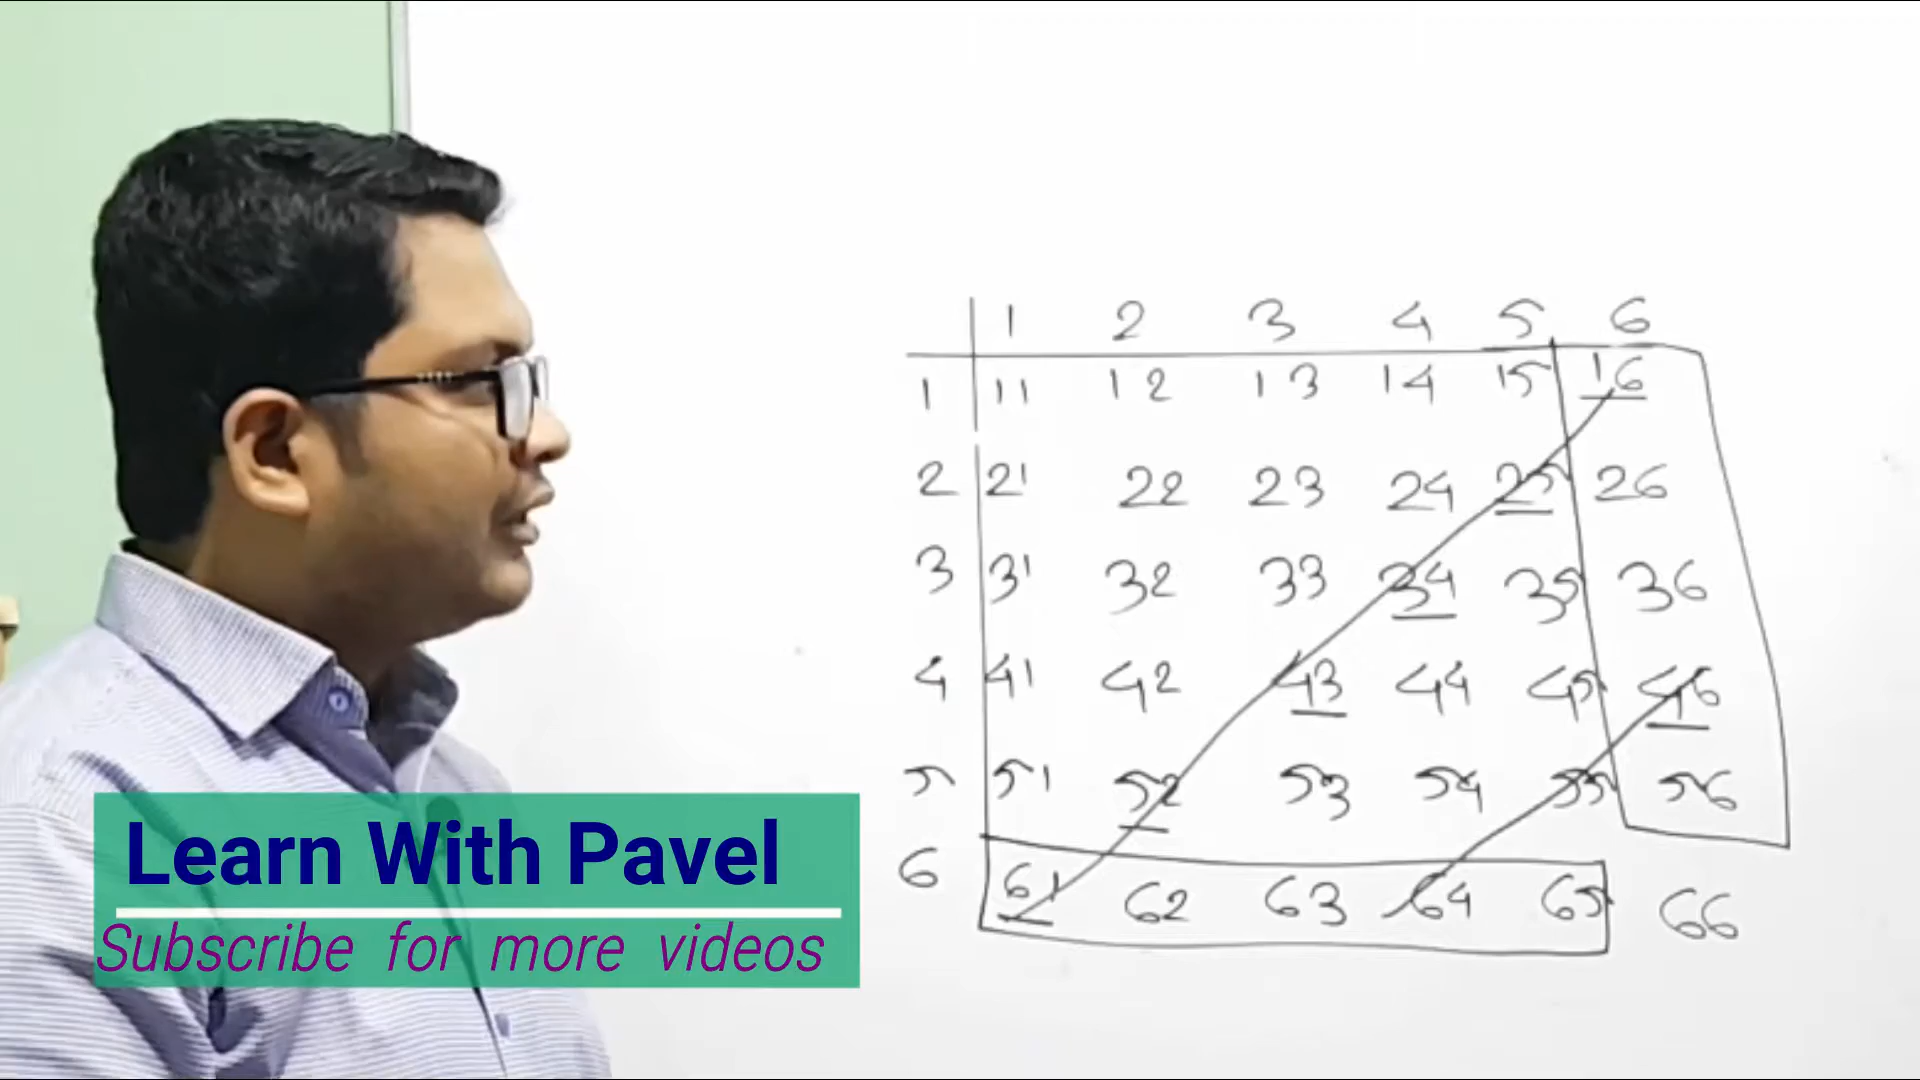 1 2 3 4 5 6
1 11 12 13 14 15 16
2 21 22 23 24 25 26
3 31 32 33 34 35 36
4 41 42 43 44 45 46
5 51 52 53 54 55 56
6 61 62 63 64 65 66
Learn With Pavel
Subscribe for more videos